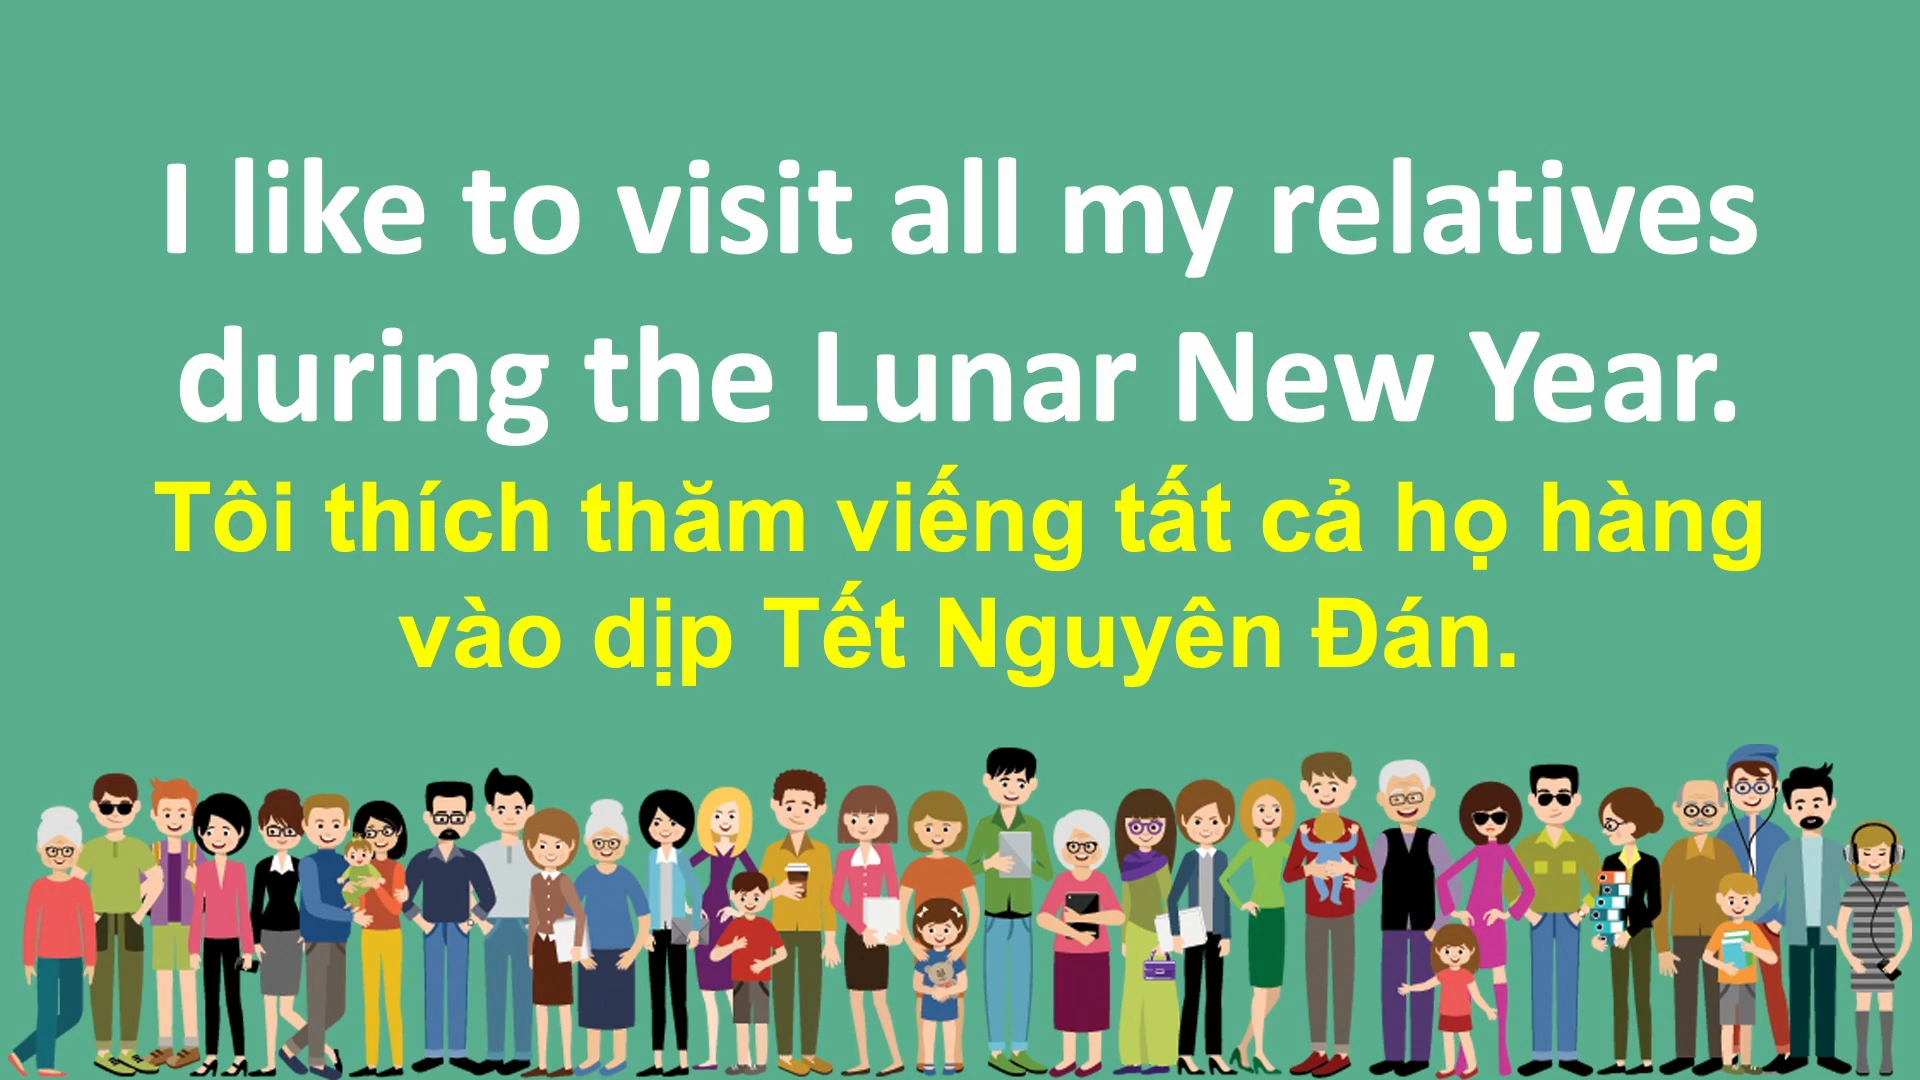 I like to visit all my relatives
during the Lunar New Year.
Tôi thích thăm viếng tất cả họ hàng
vào dịp Tết Nguyên Đán.